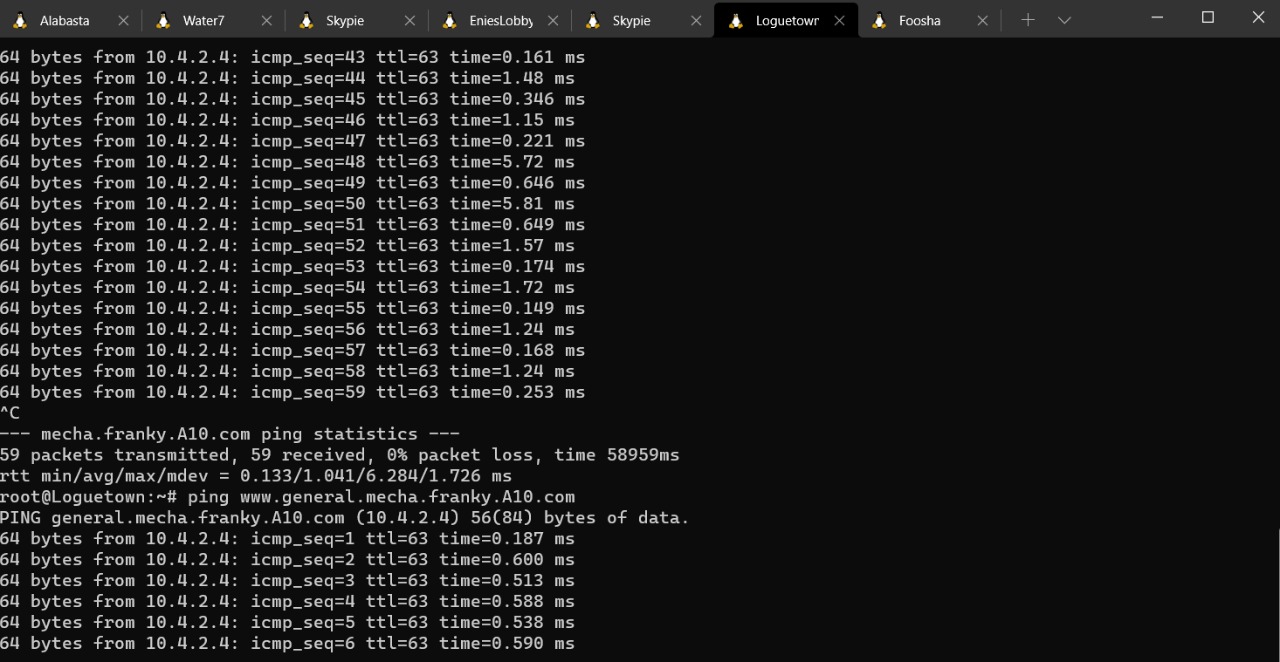 Alabasta Water7 Skypie EniesLobby Skypie Loguetown Foosha
64 bytes from 10.4.2.4: icmp_seq=43 ttl=63 time=0.161 ms
64 bytes from 10.4.2.4: icmp_seq=44 ttl=63 time=1.48 ms
64 bytes from 10.4.2.4: icmp_seq=45 ttl=63 time=0.346 ms
64 bytes from 10.4.2.4: icmp_seq=46 ttl=63 time=1.15 ms
64 bytes from 10.4.2.4: icmp_seq=47 ttl=63 time=0.221 ms
64 bytes from 10.4.2.4: icmp_seq=48 ttl=63 time=5.72 ms
64 bytes from 10.4.2.4: icmp_seq=49 ttl=63 time=0.646 ms
64 bytes from 10.4.2.4: icmp_seq=50 ttl=63 time=5.81 ms
64 bytes from 10.4.2.4: icmp_seq=51 ttl=63 time=0.649 ms
64 bytes from 10.4.2.4: icmp_seq=52 ttl=63 time=1.57 ms
64 bytes from 10.4.2.4: icmp_seq=53 ttl=63 time=0.174 ms
64 bytes from 10.4.2.4: icmp_seq=54 ttl=63 time=1.72 ms
64 bytes from 10.4.2.4: icmp_seq=55 ttl=63 time=0.149 ms
64 bytes from 10.4.2.4: icmp_seq=56 ttl=63 time=1.24 ms
64 bytes from 10.4.2.4: icmp_seq=57 ttl=63 time=0.168 ms
64 bytes from 10.4.2.4: icmp_seq=58 ttl=63 time=1.24 ms
64 bytes from 10.4.2.4: icmp_seq=59 ttl=63 time=0.253 ms
^C
--- mecha.franky.A10.com ping statistics ---
59 packets transmitted, 59 received, 0% packet loss, time 58959ms
rtt min/avg/max/mdev = 0.133/1.041/6.284/1.726 ms
root@Loguetown:~# ping www.general.mecha.franky.A10.com
PING general.mecha.franky.A10.com (10.4.2.4) 56(84) bytes of data.
64 bytes from 10.4.2.4: icmp_seq=1 ttl=63 time=0.187 ms
64 bytes from 10.4.2.4: icmp_seq=2 ttl=63 time=0.600 ms
64 bytes from 10.4.2.4: icmp_seq=3 ttl=63 time=0.513 ms
64 bytes from 10.4.2.4: icmp_seq=4 ttl=63 time=0.588 ms
64 bytes from 10.4.2.4: icmp_seq=5 ttl=63 time=0.538 ms
64 bytes from 10.4.2.4: icmp_seq=6 ttl=63 time=0.590 ms